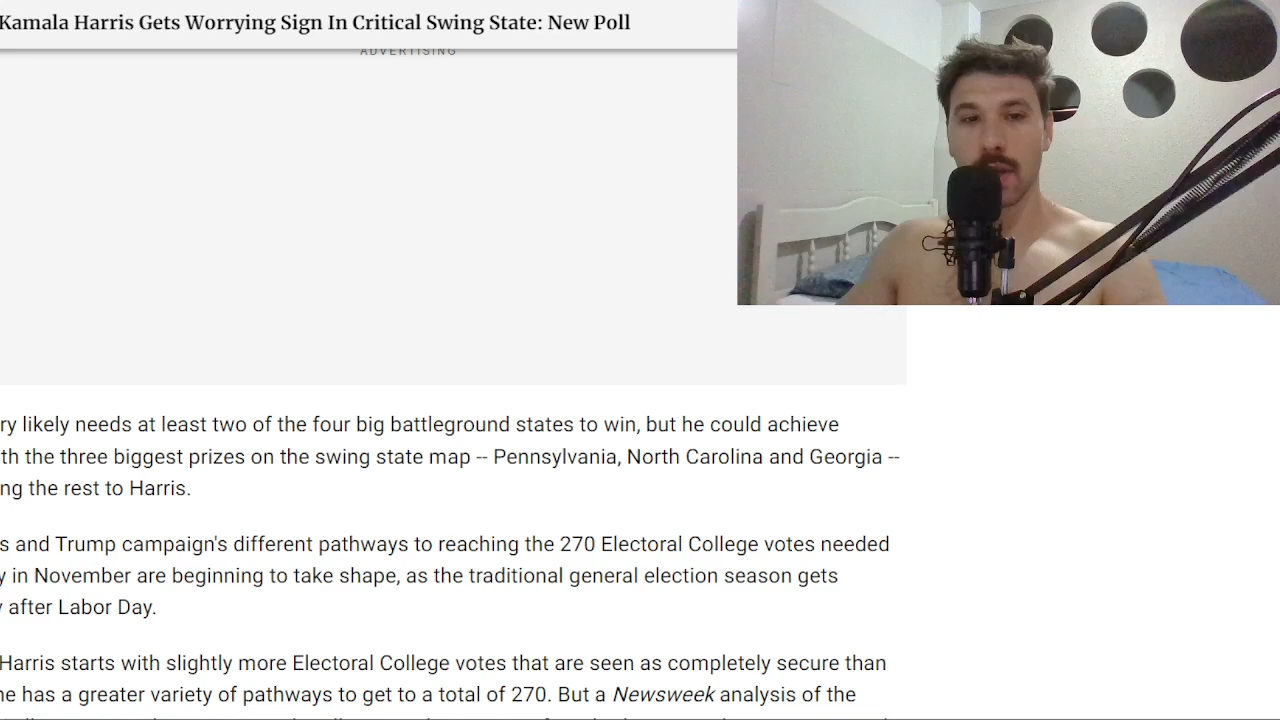 Kamala Harris Gets Worrying Sign In Critical Swing State: New Poll
ADVERTISING
ry likely needs at least two of the four big battleground states to win, but he could achieve
th the three biggest prizes on the swing state map -- Pennsylvania, North Carolina and Georgia --
ng the rest to Harris.
s and Trump campaign's different pathways to reaching the 270 Electoral College votes needed
y in November are beginning to take shape, as the traditional general election season gets
y after Labor Day.
Harris starts with slightly more Electoral College votes that are seen as completely secure than
he has a greater variety of pathways to get to a total of 270. But a Newsweek analysis of the